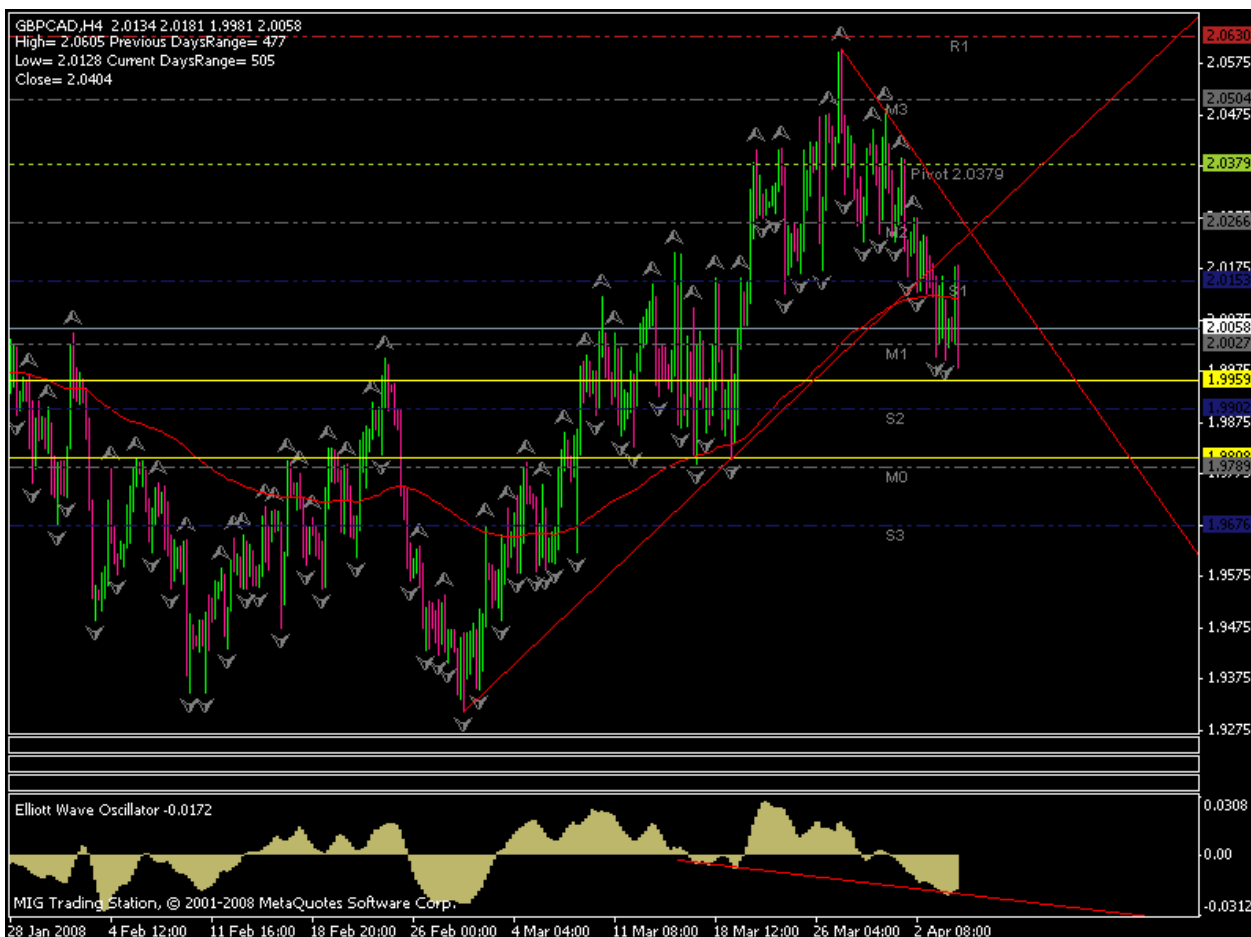 GBPCAD,H4 2.0134 2.0181 1.9981 2.0058
High= 2.0605 Previous DaysRange= 477
Low= 2.0128 Current DaysRange= 505
Close= 2.0404
R1
2.0630
2.0575
M3
2.0504
2.0475
Pivot 2.0379
2.0379
M2
2.0266
2.0175
S1
2.0153
2.0058
2.0027
M1
1.9959
1.9902
S2
1.9875
1.9789
M0
1.9676
S3
1.9575
1.9475
1.9375
1.9275
Elliott Wave Oscillator -0.0172
0.0308
0.00
-0.0312
MIG Trading Station, © 2001-2008 MetaQuotes Software Corp.
28 Jan 2008 4 Feb 12:00 11 Feb 16:00 18 Feb 20:00 26 Feb 00:00 4 Mar 04:00 11 Mar 08:00 18 Mar 12:00 26 Mar 04:00 2 Apr 08:00